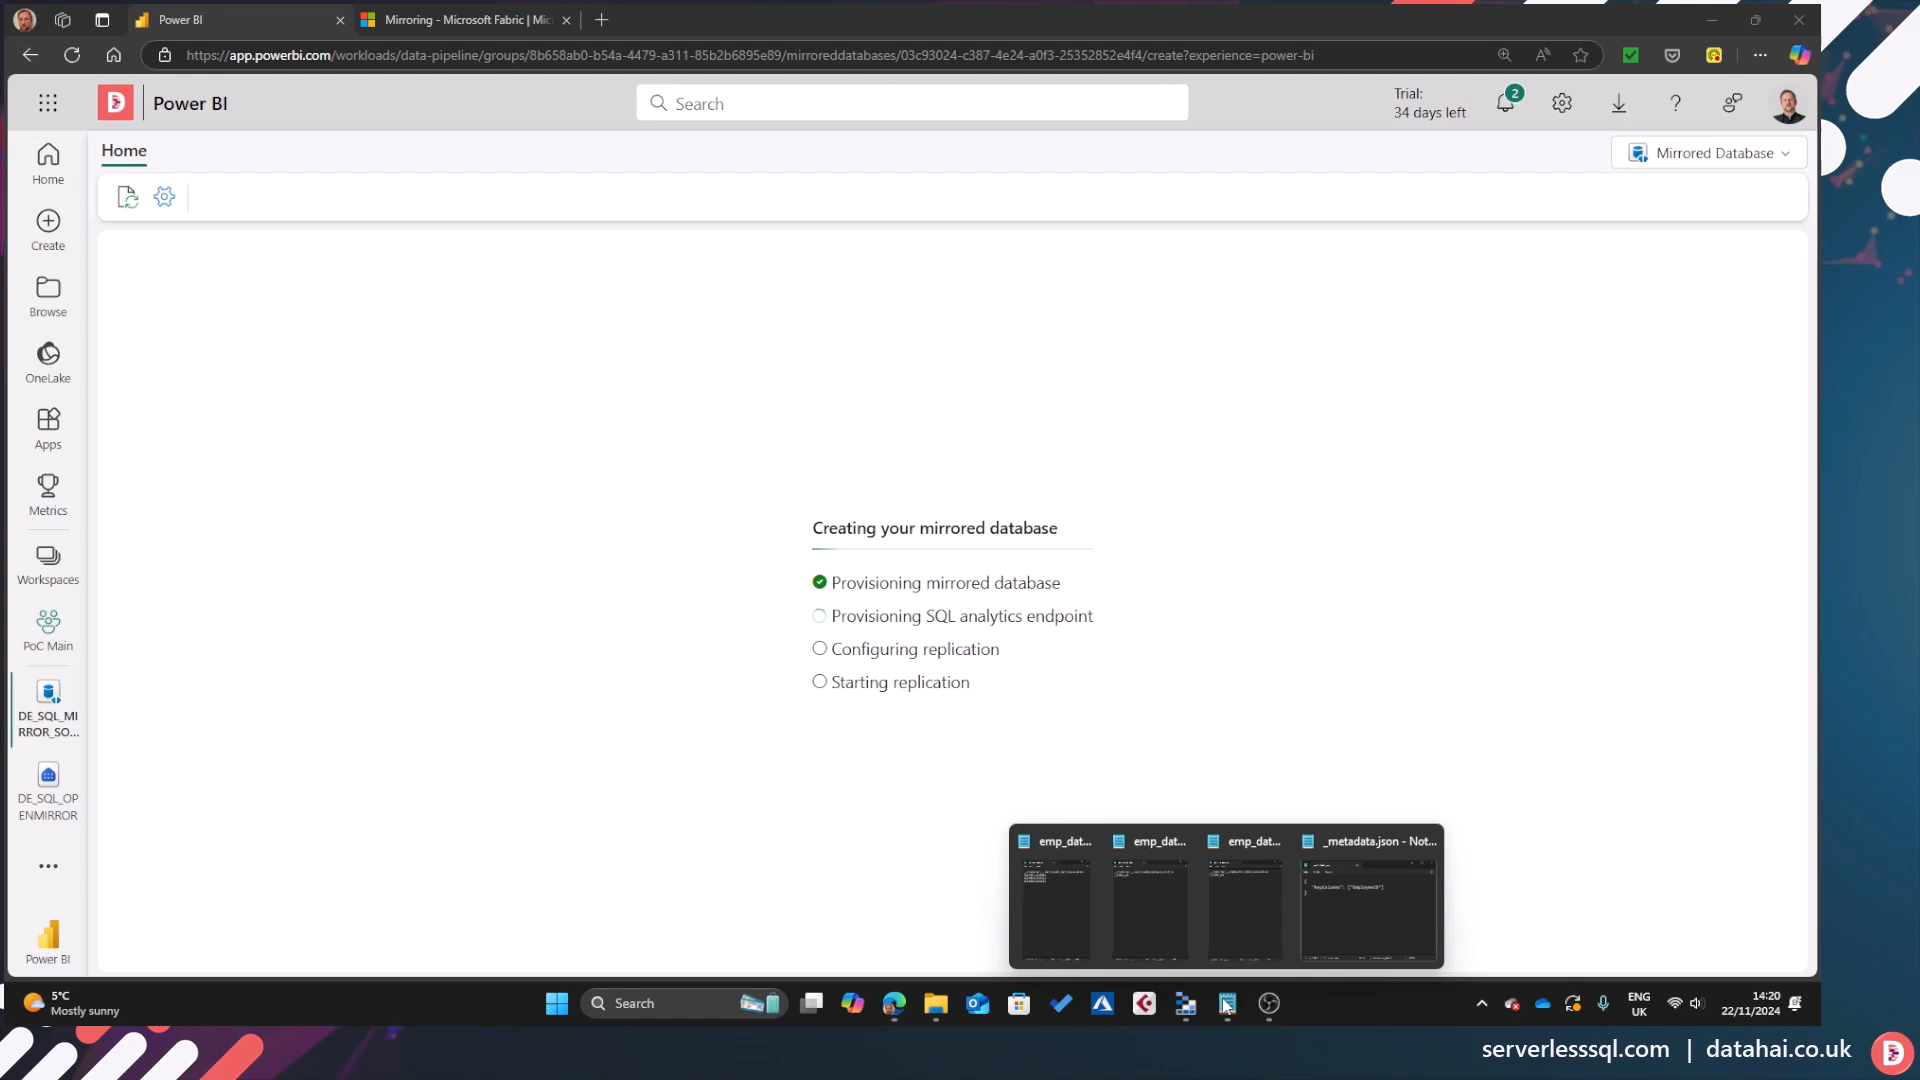 Power BI
Mirroring - Microsoft Fabric | Mic
https://app.powerbi.com/workloads/data-pipeline/groups/8b658ab0-b54a-4479-a311-85b2b6895e89/mirroreddatabases/03c93024-c387-4e24-a0f3-25352852e4f4/create?experience=power-bi
Power BI
Search
Trial:
34 days left
2
Home
Mirrored Database
Home
Create
Browse
OneLake
Apps
Metrics
Workspaces
PoC Main
DE_SQL_MI
RROR_SO...
DE_SQL_OP
ENMIRROR
Power BI
Creating your mirrored database
Provisioning mirrored database
Provisioning SQL analytics endpoint
Configuring replication
Starting replication
emp_dat...
emp_dat...
emp_dat...
_metadata.json - Not...
"keyColumns": ["EmployeeID"]
5°C
Mostly sunny
Search
ENG
UK
14:20
22/11/2024
serverlesssql.com | datahai.co.uk